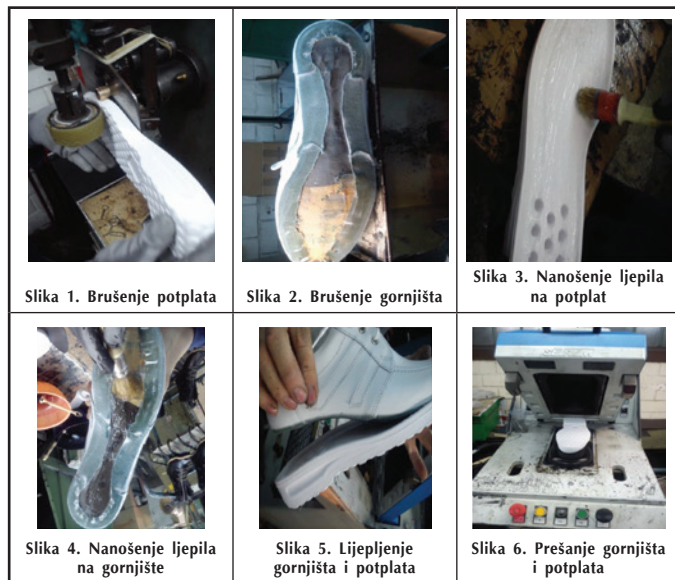 Slika 1. Brušenje potplata
Slika 2. Brušenje gornjišta
Slika 3. Nanošenje ljepila
na potplat
Slika 4. Nanošenje ljepila
na gornjište
Slika 5. Lijepljenje
gornjišta i potplata
Slika 6. Prešanje gornjišta
i potplata